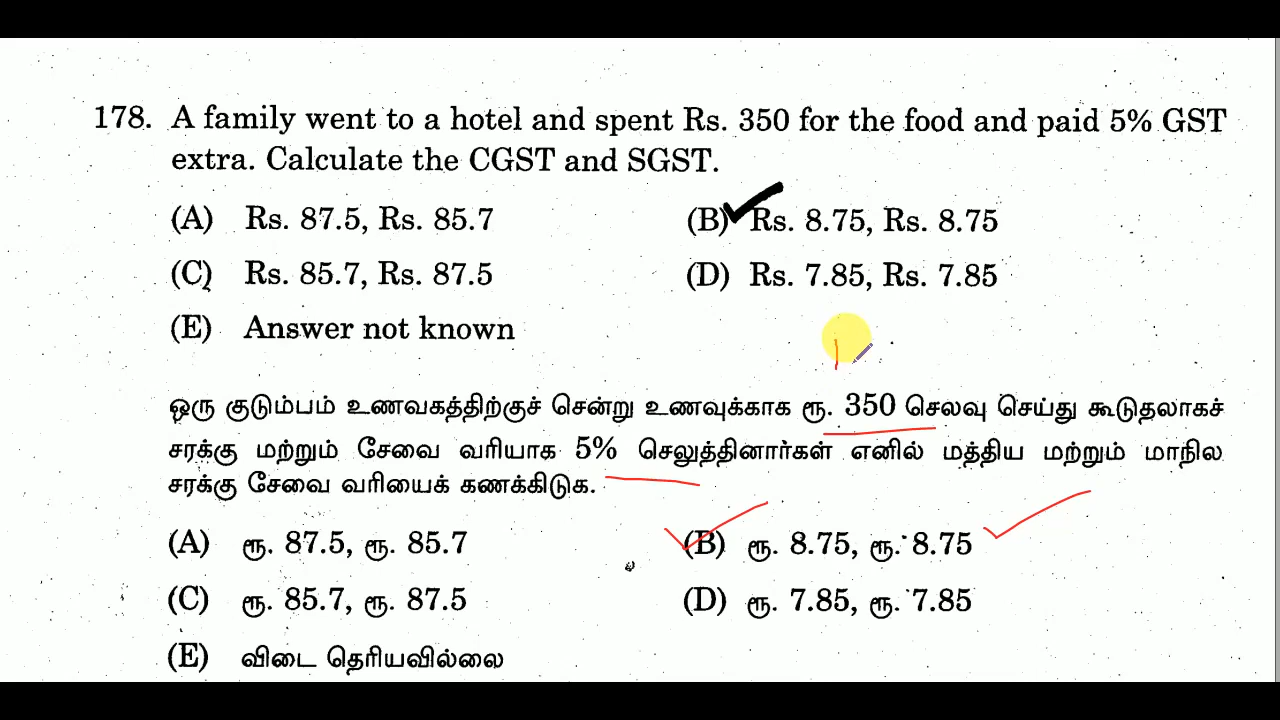 178. A family went to a hotel and spent Rs. 350 for the food and paid 5% GST
extra. Calculate the CGST and SGST.
(A) Rs. 87.5, Rs. 85.7 (B) Rs. 8.75, Rs. 8.75
(C) Rs. 85.7, Rs. 87.5 (D) Rs. 7.85, Rs. 7.85
(E) Answer not known
ஒரு குடும்பம் உணவகத்திற்குச் சென்று உணவுக்காக ரூ. 350 செலவு செய்து கூடுதலாகச்
சரக்கு மற்றும் சேவை வரியாக 5% செலுத்தினார்கள் எனில் மத்திய மற்றும் மாநில
சரக்கு சேவை வரியைக் கணக்கிடுக.
(A) ரூ. 87.5, ரூ. 85.7 (B) ரூ. 8.75, ரூ. 8.75
(C) ரூ. 85.7, ரூ. 87.5 (D) ரூ. 7.85, ரூ. 7.85
(E) விடை தெரியவில்லை